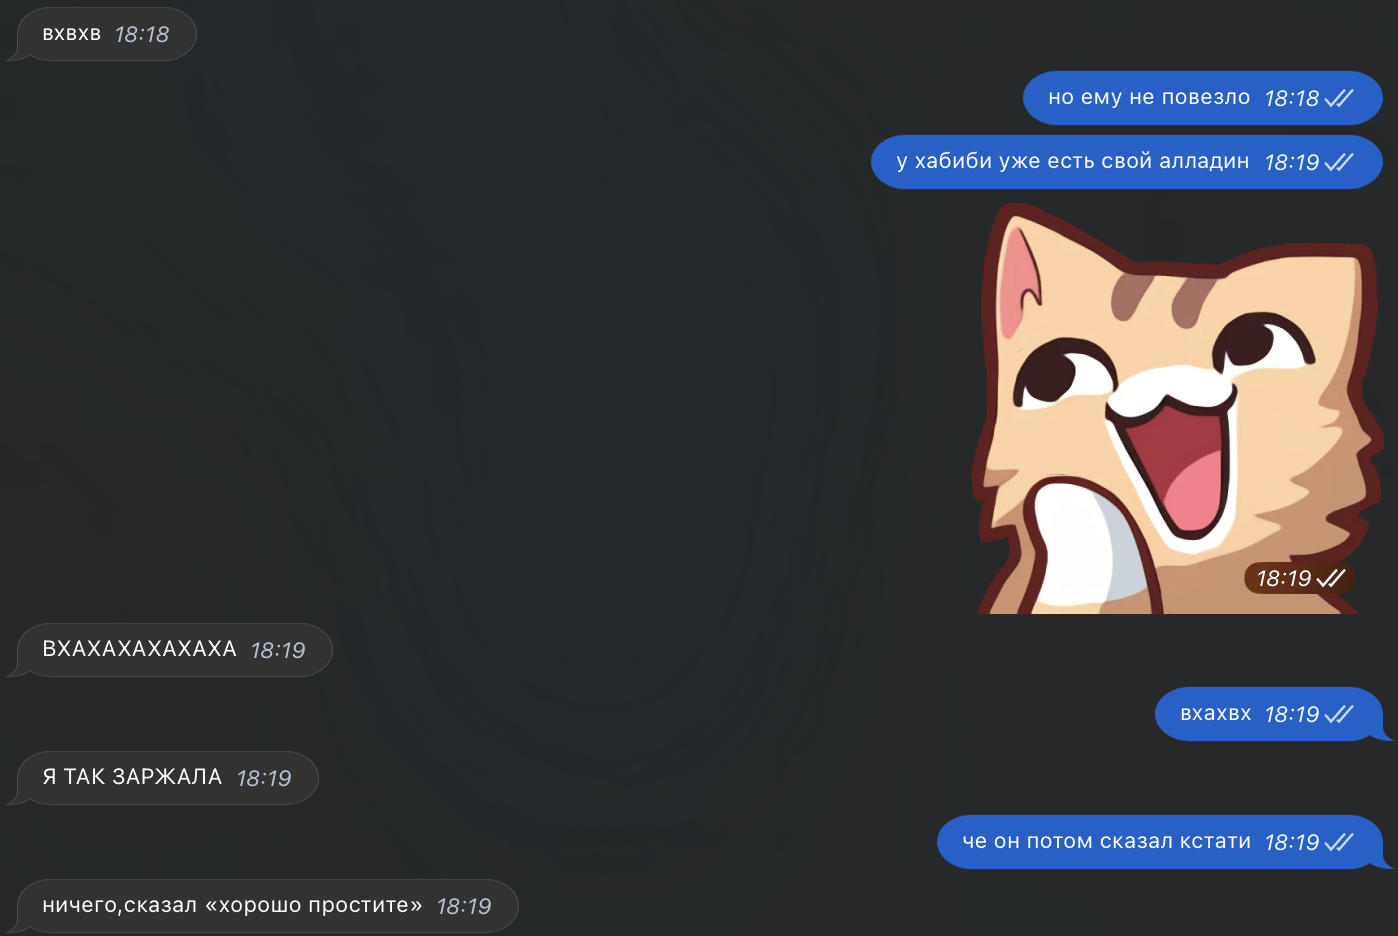 вхвхв 18:18
но ему не повезло 18:18
у хабиби уже есть свой алладин 18:19
18:19
ВХАХАХАХАХАХА 18:19
вхахвх 18:19
Я ТАК ЗАРЖАЛА 18:19
че он потом сказал кстати 18:19
ничего,сказал «хорошо простите» 18:19